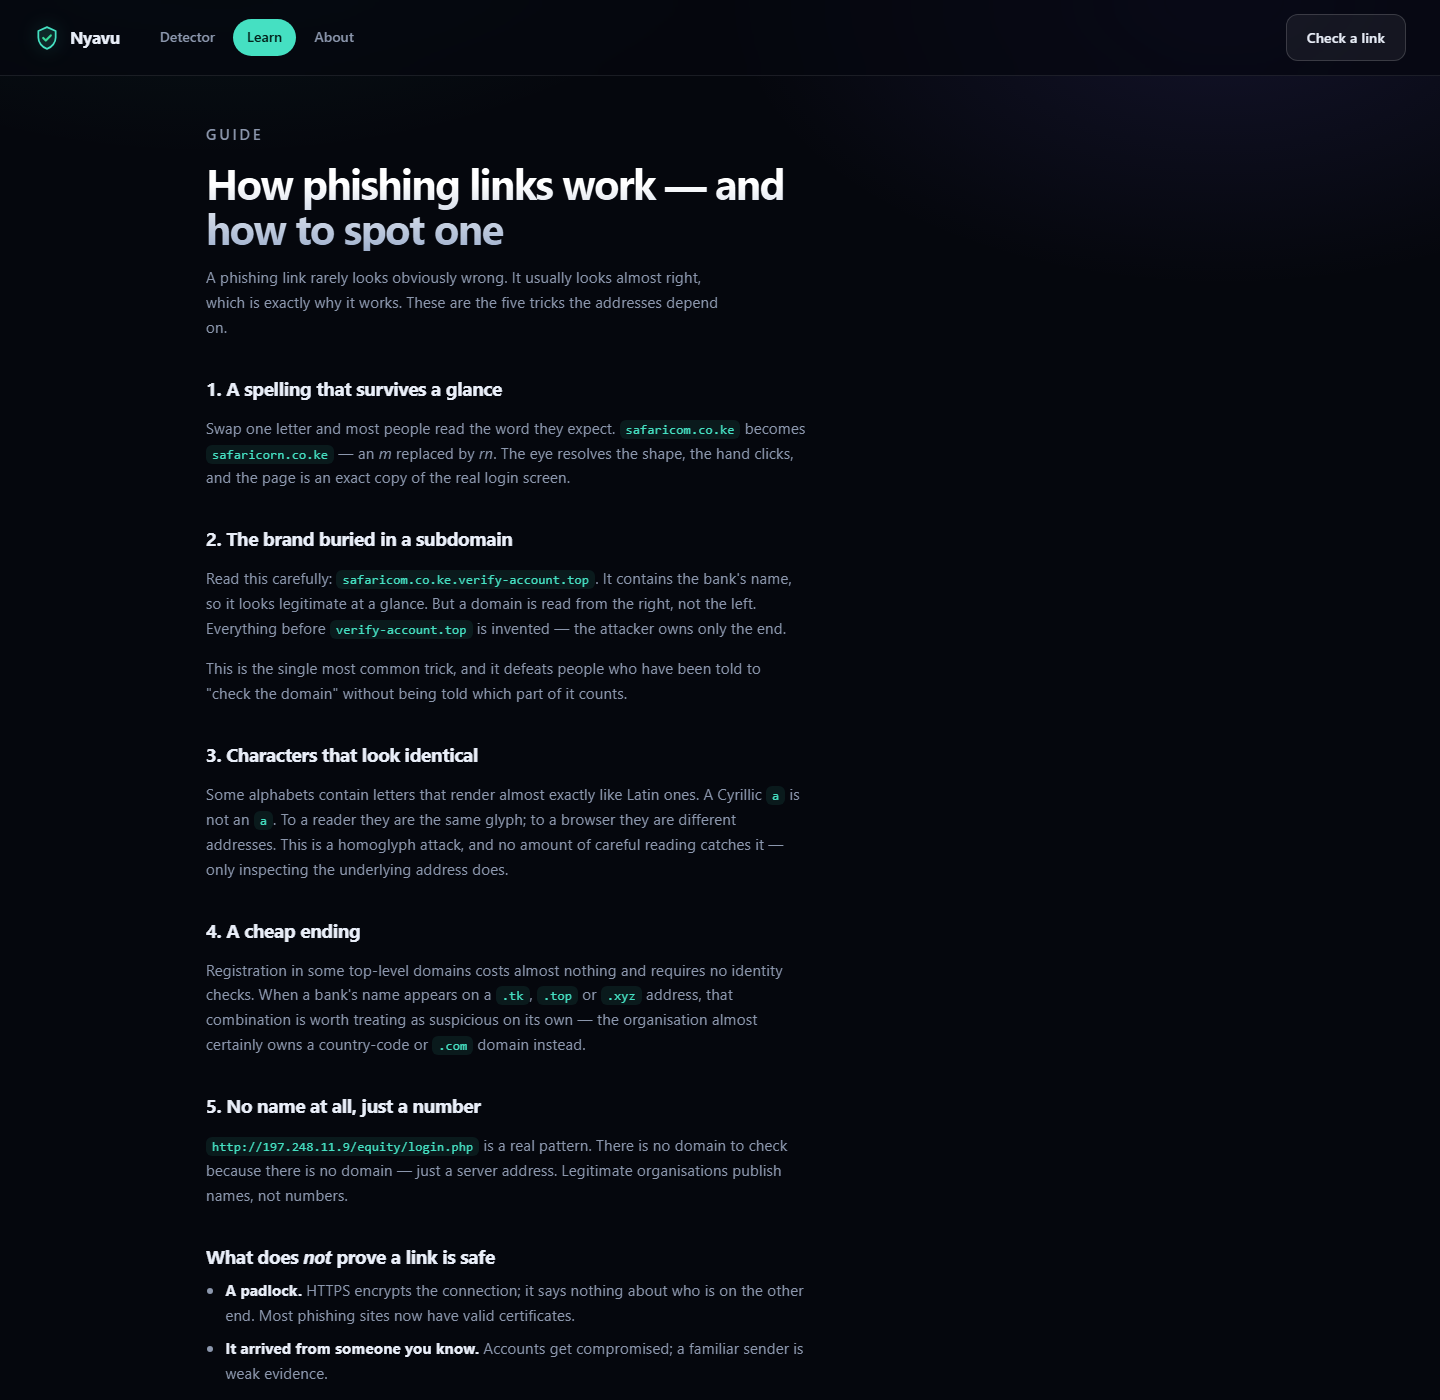 Nyavu
Detector
Learn
About
Check a link
GUIDE
How phishing links work — and
how to spot one
A phishing link rarely looks obviously wrong. It usually looks almost right,
which is exactly why it works. These are the five tricks the addresses depend
on.
1. A spelling that survives a glance
Swap one letter and most people read the word they expect. safaricom.co.ke becomes
safaricorn.co.ke — an m replaced by rn. The eye resolves the shape, the hand clicks,
and the page is an exact copy of the real login screen.
2. The brand buried in a subdomain
Read this carefully: safaricom.co.ke.verify-account.top. It contains the bank's name,
so it looks legitimate at a glance. But a domain is read from the right, not the left.
Everything before verify-account.top is invented — the attacker owns only the end.
This is the single most common trick, and it defeats people who have been told to
"check the domain" without being told which part of it counts.
3. Characters that look identical
Some alphabets contain letters that render almost exactly like Latin ones. A Cyrillic a is
not an a. To a reader they are the same glyph; to a browser they are different
addresses. This is a homoglyph attack, and no amount of careful reading catches it —
only inspecting the underlying address does.
4. A cheap ending
Registration in some top-level domains costs almost nothing and requires no identity
checks. When a bank's name appears on a .tk, .top or .xyz address, that
combination is worth treating as suspicious on its own — the organisation almost
certainly owns a country-code or .com domain instead.
5. No name at all, just a number
http://197.248.11.9/equity/login.php is a real pattern. There is no domain to check
because there is no domain — just a server address. Legitimate organisations publish
names, not numbers.
What does not prove a link is safe
• A padlock. HTTPS encrypts the connection; it says nothing about who is on the other
end. Most phishing sites now have valid certificates.
• It arrived from someone you know. Accounts get compromised; a familiar sender is
weak evidence.